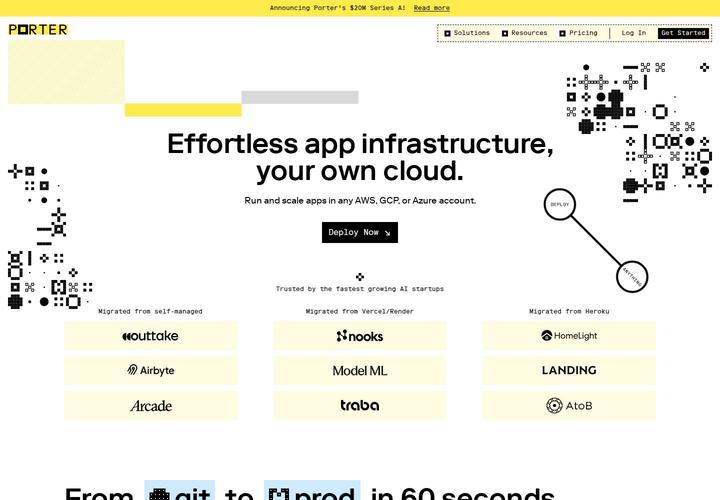 Announcing Porter's $20M Series A! Read more
PORTER
Solutions Resources Pricing Log In Get Started
Effortless app infrastructure,
your own cloud.
Run and scale apps in any AWS, GCP, or Azure account.
DEPLOY
Deploy Now ↘
ANYTHING
Trusted by the fastest growing AI startups
Migrated from self-managed
Migrated from Vercel/Render
Migrated from Heroku
outtake
nooks
HomeLight
Airbyte
Model ML
LANDING
Arcade
traba
AtoB
From git to prod in 60 seconds